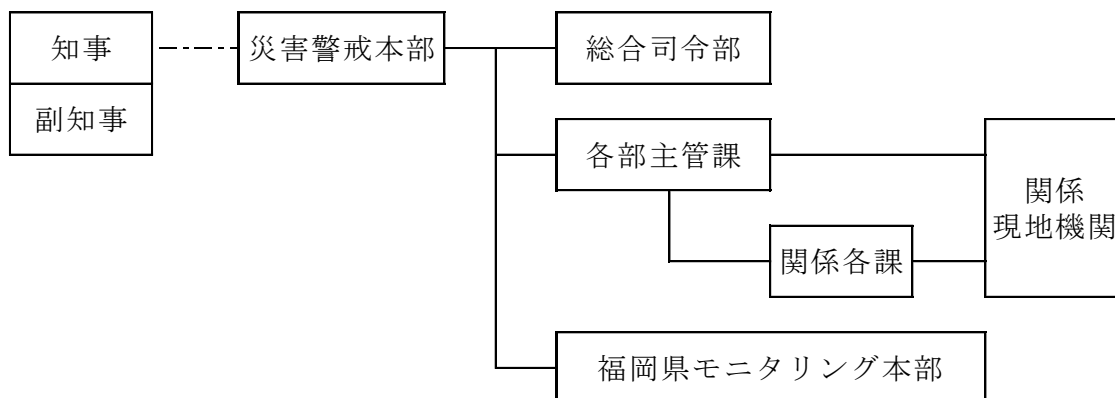 知事
災害警戒本部
総合司令部
副知事
各部主管課
関係
現地機関
関係各課
福岡県モニタリング本部